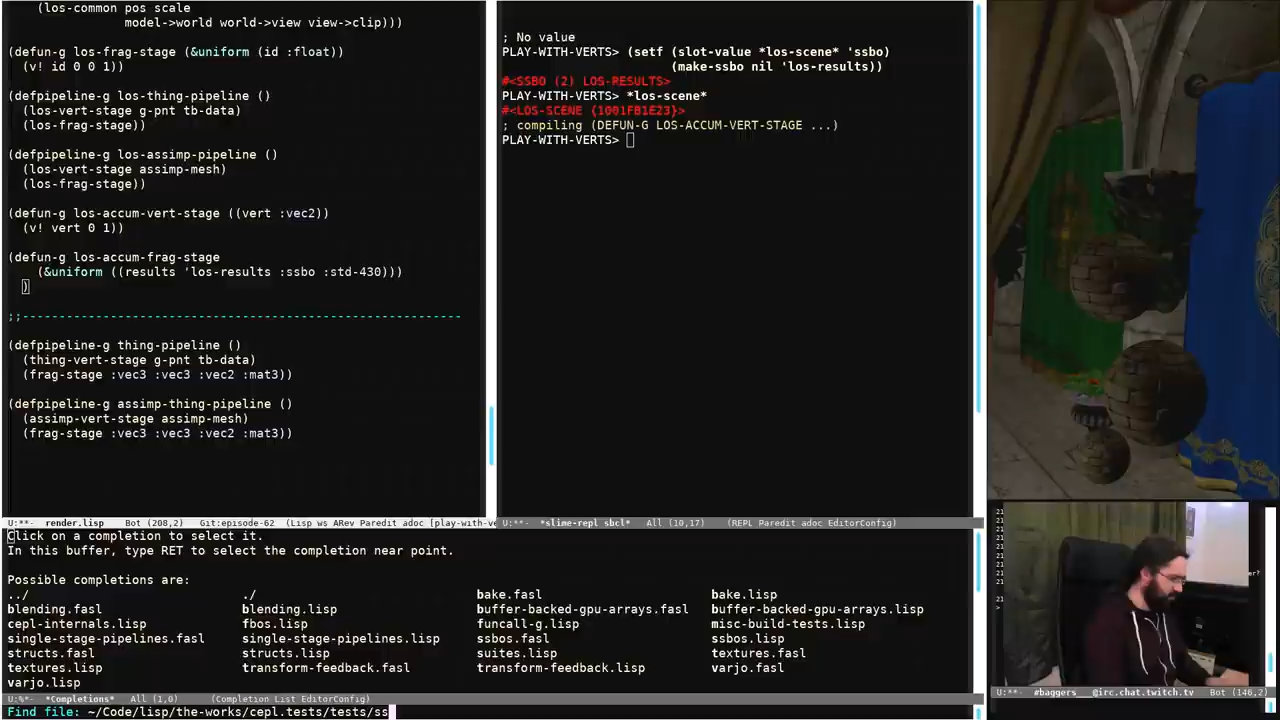 (los-common pos scale
                model->world world->view view->clip)))

(defun-g los-frag-stage (&uniform (id :float))
  (v! id 0 0 1))

(defpipeline-g los-thing-pipeline ()
  (los-vert-stage g-pnt tb-data)
  (los-frag-stage))

(defpipeline-g los-assimp-pipeline ()
  (los-vert-stage assimp-mesh)
  (los-frag-stage))

(defun-g los-accum-vert-stage ((vert :vec2))
  (v! vert 0 1))

(defun-g los-accum-frag-stage
    (&uniform ((results 'los-results :ssbo :std-430)))
  )

;;------------------------------------------------------------

(defpipeline-g thing-pipeline ()
  (thing-vert-stage g-pnt tb-data)
  (frag-stage :vec3 :vec3 :vec2 :mat3))

(defpipeline-g assimp-thing-pipeline ()
  (assimp-vert-stage assimp-mesh)
  (frag-stage :vec3 :vec3 :vec2 :mat3))
U:**-  render.lisp    Bot (208,2)   Git:episode-62  (Lisp ws ARev Paredit adoc [play-with-ve
; No value
PLAY-WITH-VERTS> (setf (slot-value *los-scene* 'ssbo)
                       (make-ssbo nil 'los-results))
#<SSBO (2) LOS-RESULTS>
PLAY-WITH-VERTS> *los-scene*
#<LOS-SCENE {1001FB1E23}>
; compiling (DEFUN-G LOS-ACCUM-VERT-STAGE ...)
PLAY-WITH-VERTS>
U:**-  *slime-repl sbcl*   All (10,17)     (REPL Paredit adoc EditorConfig)
Click on a completion to select it.
In this buffer, type RET to select the completion near point.

Possible completions are:
../ ./ bake.fasl bake.lisp
blending.fasl blending.lisp buffer-backed-gpu-arrays.fasl buffer-backed-gpu-arrays.lisp
cepl-internals.lisp fbos.lisp funcall-g.lisp misc-build-tests.lisp
single-stage-pipelines.fasl single-stage-pipelines.lisp ssbos.fasl ssbos.lisp
structs.fasl structs.lisp suites.lisp textures.fasl
textures.lisp transform-feedback.fasl transform-feedback.lisp varjo.fasl
varjo.lisp
U:%*-  *Completions*   All (1,0)      (Completion List EditorConfig)
Find file: ~/Code/lisp/the-works/cepl.tests/tests/ss
21
21
21
21
21
21
21
>
U:**-  #baggers   @irc.chat.twitch.tv   Bot (146,2)